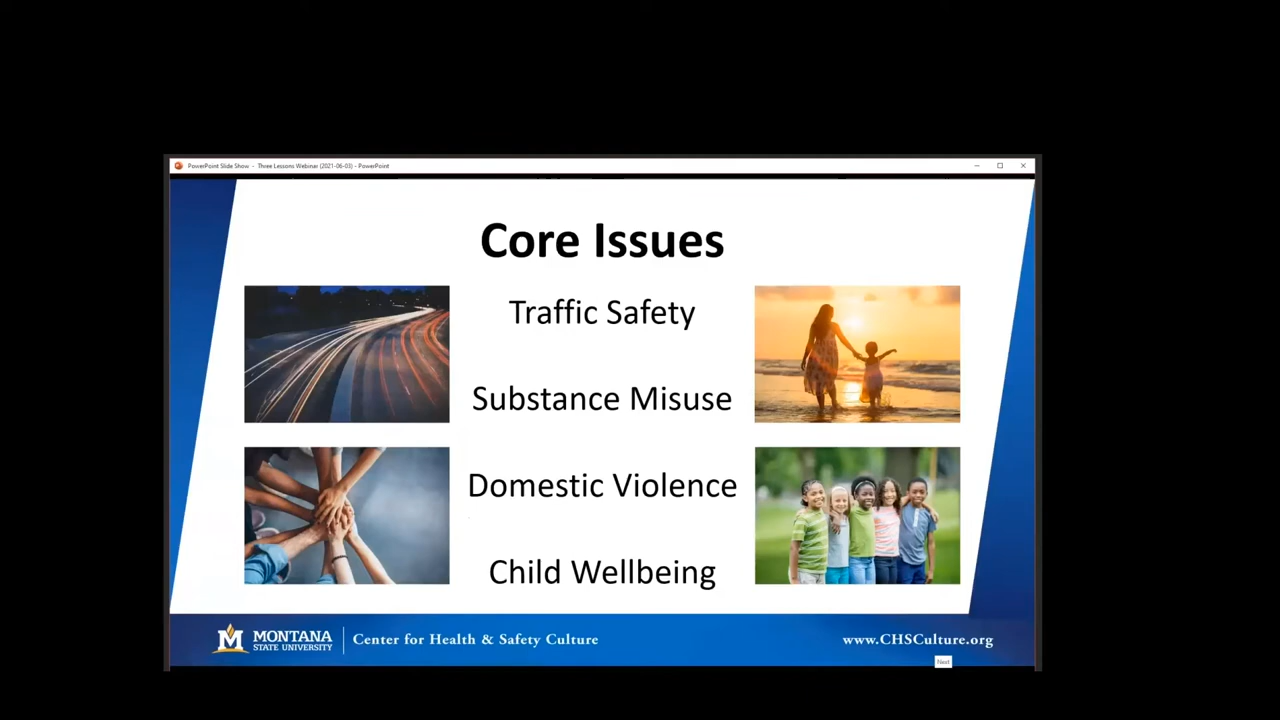 PowerPoint Slide Show - Three Lessons Webinar (2021-06-03) - PowerPoint
Core Issues
Traffic Safety
Substance Misuse
Domestic Violence
Child Wellbeing
M MONTANA
STATE UNIVERSITY
Center for Health & Safety Culture
www.CHSCulture.org
Next